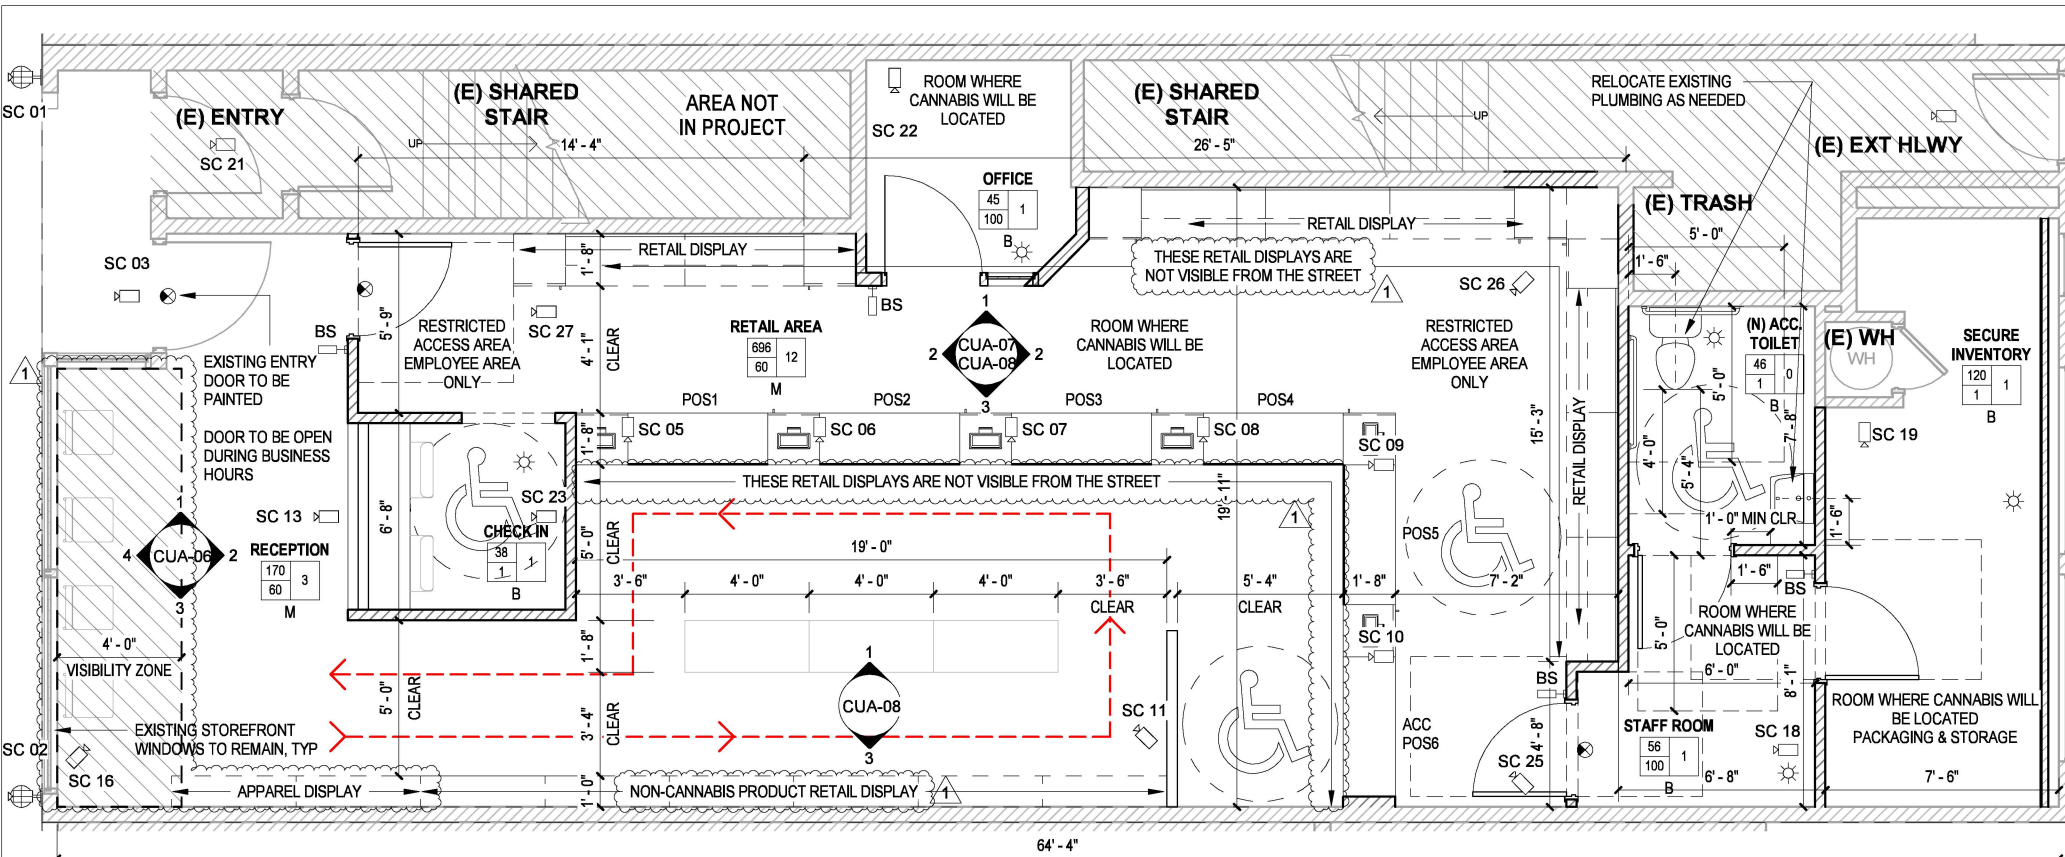 SC 01
(E) ENTRY
SC 21
(E) SHARED
STAIR
UP
14' - 4"
AREA NOT
IN PROJECT
ROOM WHERE
CANNABIS WILL BE
LOCATED
SC 22
OFFICE
45
100
1
B
(E) SHARED
STAIR
26' - 5"
UP
RELOCATE EXISTING
PLUMBING AS NEEDED
(E) EXT HLWY
(E) TRASH
5' - 0"
1' - 6"
SC 03
BS
1' - 8"
RETAIL DISPLAY
RETAIL DISPLAY
THESE RETAIL DISPLAYS ARE
NOT VISIBLE FROM THE STREET
1
SC 26
5' - 9"
RESTRICTED
ACCESS AREA
EMPLOYEE AREA
ONLY
SC 27
4' - 1"
CLEAR
RETAIL AREA
696
60
12
M
BS
1
2
CUA-07
CUA-08
2
3
ROOM WHERE
CANNABIS WILL BE
LOCATED
RESTRICTED
ACCESS AREA
EMPLOYEE AREA
ONLY
(N) ACC.
TOILET
46
1
0
B
(E) WH
WH
SECURE
INVENTORY
120
1
1
B
1
EXISTING ENTRY
DOOR TO BE
PAINTED
DOOR TO BE OPEN
DURING BUSINESS
HOURS
POS1
POS2
POS3
POS4
1' - 8"
SC 05
SC 06
SC 07
SC 08
SC 09
15' - 3"
RETAIL DISPLAY
5' - 0"
4' - 0"
5' - 4"
7' - 8"
SC 19
THESE RETAIL DISPLAYS ARE NOT VISIBLE FROM THE STREET
19' - 11"
1
SC 13
6' - 8"
SC 23
CHECK IN
38
1
1
B
1
4
CUA-06
2
3
RECEPTION
170
60
3
M
5' - 0"
CLEAR
19' - 0"
3' - 6"
4' - 0"
4' - 0"
4' - 0"
3' - 6"
CLEAR
5' - 4"
CLEAR
1' - 8"
POS5
7' - 2"
1' - 0" MIN CLR
1' - 6"
1' - 6"
BS
ROOM WHERE
CANNABIS WILL BE
LOCATED
5' - 0"
6' - 0"
8' - 1"
4' - 0"
VISIBILITY ZONE
1' - 8"
SC 10
5' - 0"
CLEAR
3' - 4"
CLEAR
1
CUA-08
3
SC 11
ACC
POS6
BS
4' - 8"
SC 25
STAFF ROOM
56
100
1
B
SC 18
6' - 8"
ROOM WHERE CANNABIS WILL
BE LOCATED
PACKAGING & STORAGE
7' - 6"
EXISTING STOREFRONT
WINDOWS TO REMAIN, TYP
SC 02
SC 16
APPAREL DISPLAY
1' - 0"
NON-CANNABIS PRODUCT RETAIL DISPLAY
1
64' - 4"